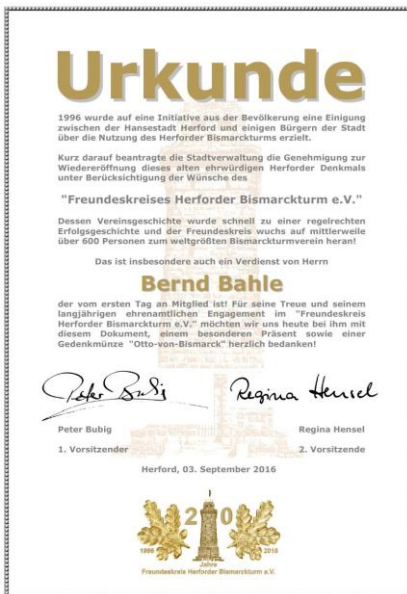 Urkunde
1996 wurde auf eine Initiative aus der Bevölkerung eine Einigung
zwischen der Hansestadt Herford und einigen Bürgern der Stadt
über die Nutzung des Herforder Bismarckturms erzielt.
Kurz darauf beantragte die Stadtverwaltung die Genehmigung zur
Wiedereröffnung dieses alten ehrwürdigen Herforder Denkmals
unter Berücksichtigung der Wünsche des
"Freundeskreises Herforder Bismarckturm e.V."
Dessen Vereinsgeschichte wurde schnell zu einer regelrechten
Erfolgsgeschichte und der Freundeskreis wuchs auf mittlerweile
über 600 Personen zum weltgrößten Bismarckturmverein heran!
Das ist insbesondere auch ein Verdienst von Herrn
Bernd Bahle
der vom ersten Tag an Mitglied ist! Für seine Treue und seinem
langjährigen ehrenamtlichen Engagement im "Freundeskreis
Herforder Bismarckturm e.V." möchten wir uns heute bei ihm mit
diesem Dokument, einem besonderen Präsent sowie einer
Gedenkmünze "Otto-von-Bismarck" herzlich bedanken!
Peter Bubig Regina Hensel
Peter Bubig Regina Hensel
1. Vorsitzender 2. Vorsitzende
Herford, 03. September 2016
20
1996 2016
Jahre
Freundeskreis Herforder Bismarckturm e.V.